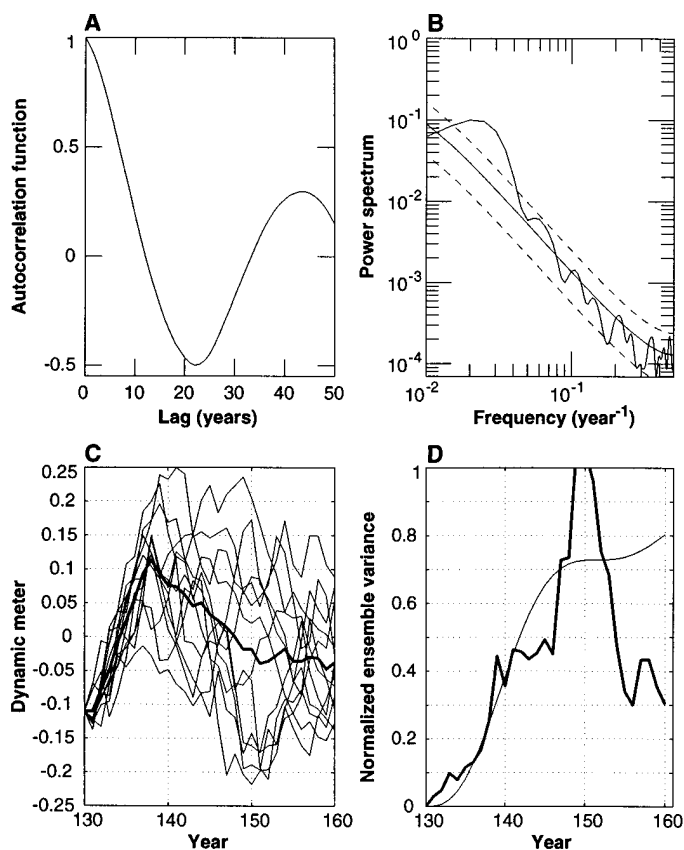 A
1
0.5
0
-0.5
Autocorrelation function
0 10 20 30 40 50
Lag (years)
B
10^0
10^-1
10^-2
10^-3
10^-4
Power spectrum
10^-2 10^-1
Frequency (year^-1)
C
0.25
0.2
0.15
0.1
0.05
0
-0.05
-0.1
-0.15
-0.2
-0.25
Dynamic meter
130 140 150 160
Year
D
1
0.8
0.6
0.4
0.2
0
Normalized ensemble variance
130 140 150 160
Year